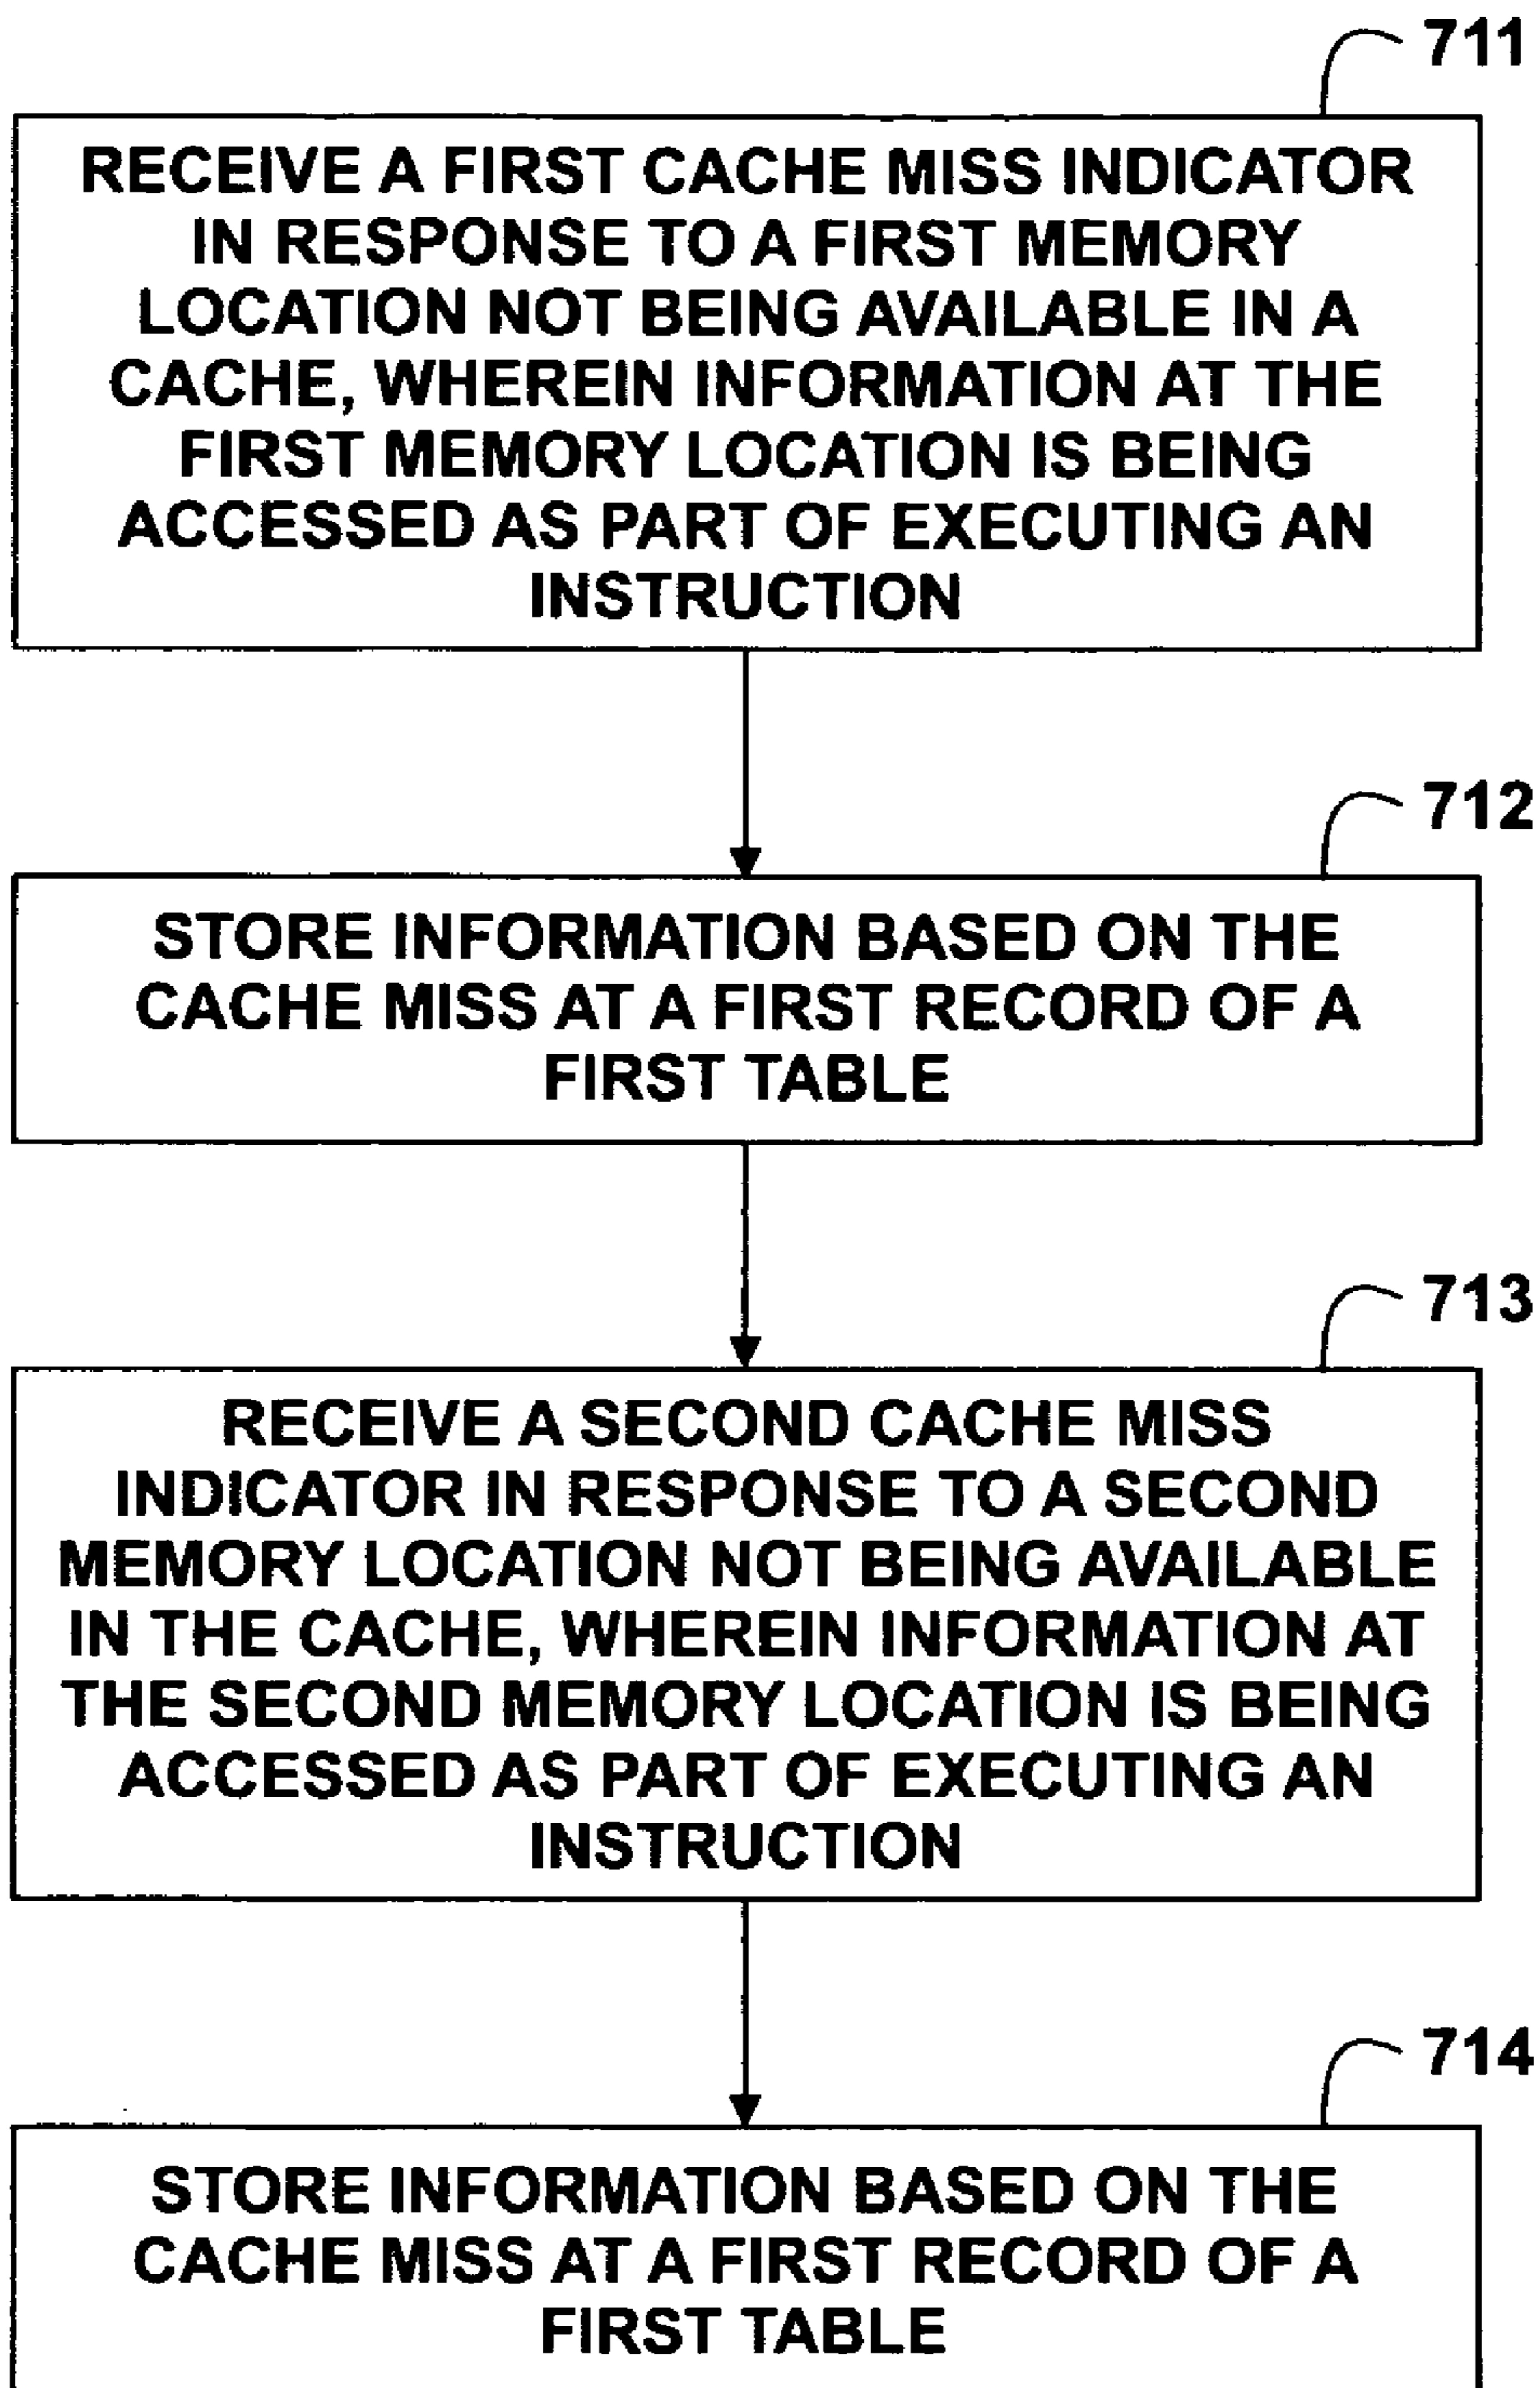 711
RECEIVE A FIRST CACHE MISS INDICATOR
IN RESPONSE TO A FIRST MEMORY
LOCATION NOT BEING AVAILABLE IN A
CACHE, WHEREIN INFORMATION AT THE
FIRST MEMORY LOCATION IS BEING
ACCESSED AS PART OF EXECUTING AN
INSTRUCTION
712
STORE INFORMATION BASED ON THE
CACHE MISS AT A FIRST RECORD OF A
FIRST TABLE
713
RECEIVE A SECOND CACHE MISS
INDICATOR IN RESPONSE TO A SECOND
MEMORY LOCATION NOT BEING AVAILABLE
IN THE CACHE, WHEREIN INFORMATION AT
THE SECOND MEMORY LOCATION IS BEING
ACCESSED AS PART OF EXECUTING AN
INSTRUCTION
714
STORE INFORMATION BASED ON THE
CACHE MISS AT A FIRST RECORD OF A
FIRST TABLE